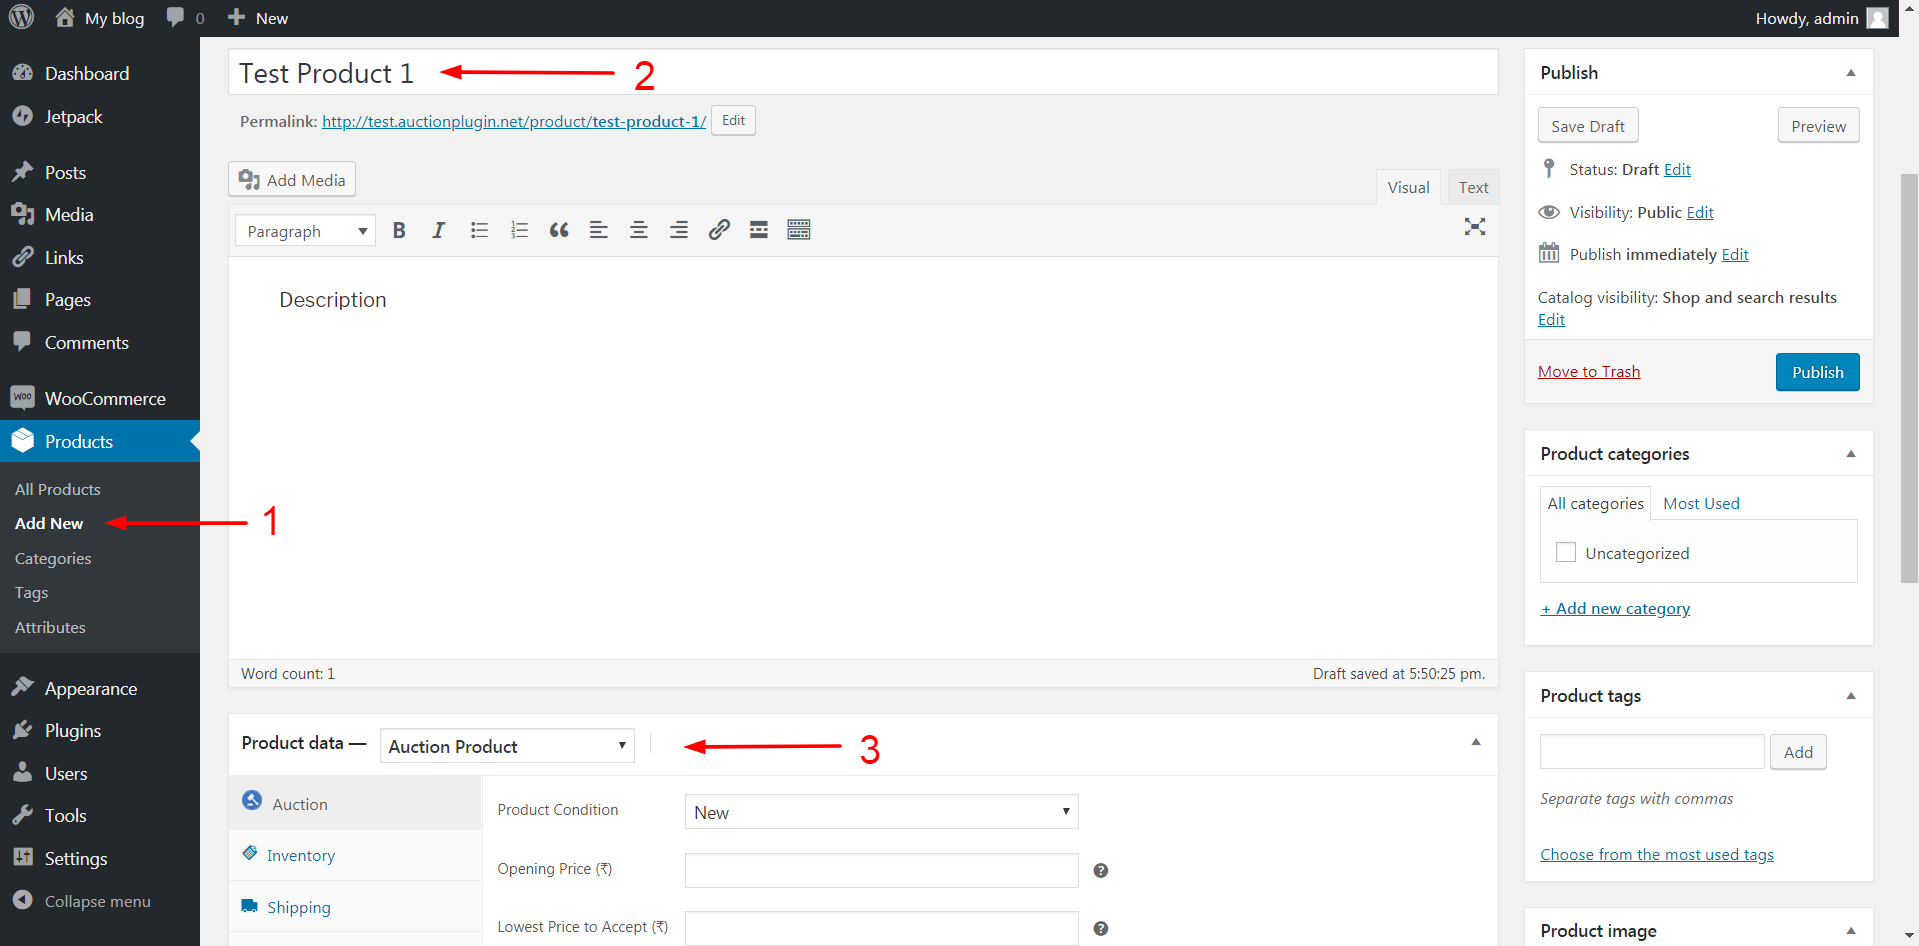 My blog 0 New Howdy, admin
Dashboard
Jetpack
Posts
Media
Links
Pages
Comments
WOO WooCommerce
Products
All Products
Add New 1
Categories
Tags
Attributes
Appearance
Plugins
Users
Tools
Settings
Collapse menu
Test Product 1 2
Permalink: http://test.auctionplugin.net/product/test-product-1/ Edit
Add Media Visual Text
Paragraph B I
Description
Word count: 1 Draft saved at 5:50:25 pm.
Product data — Auction Product 3
Auction
Inventory
Shipping
Product Condition New
Opening Price (₹) ?
Lowest Price to Accept (₹) ?
Publish
Save Draft Preview
Status: Draft Edit
Visibility: Public Edit
Publish immediately Edit
Catalog visibility: Shop and search results
Edit
Move to Trash Publish
Product categories
All categories Most Used
Uncategorized
+ Add new category
Product tags
Add
Separate tags with commas
Choose from the most used tags
Product image